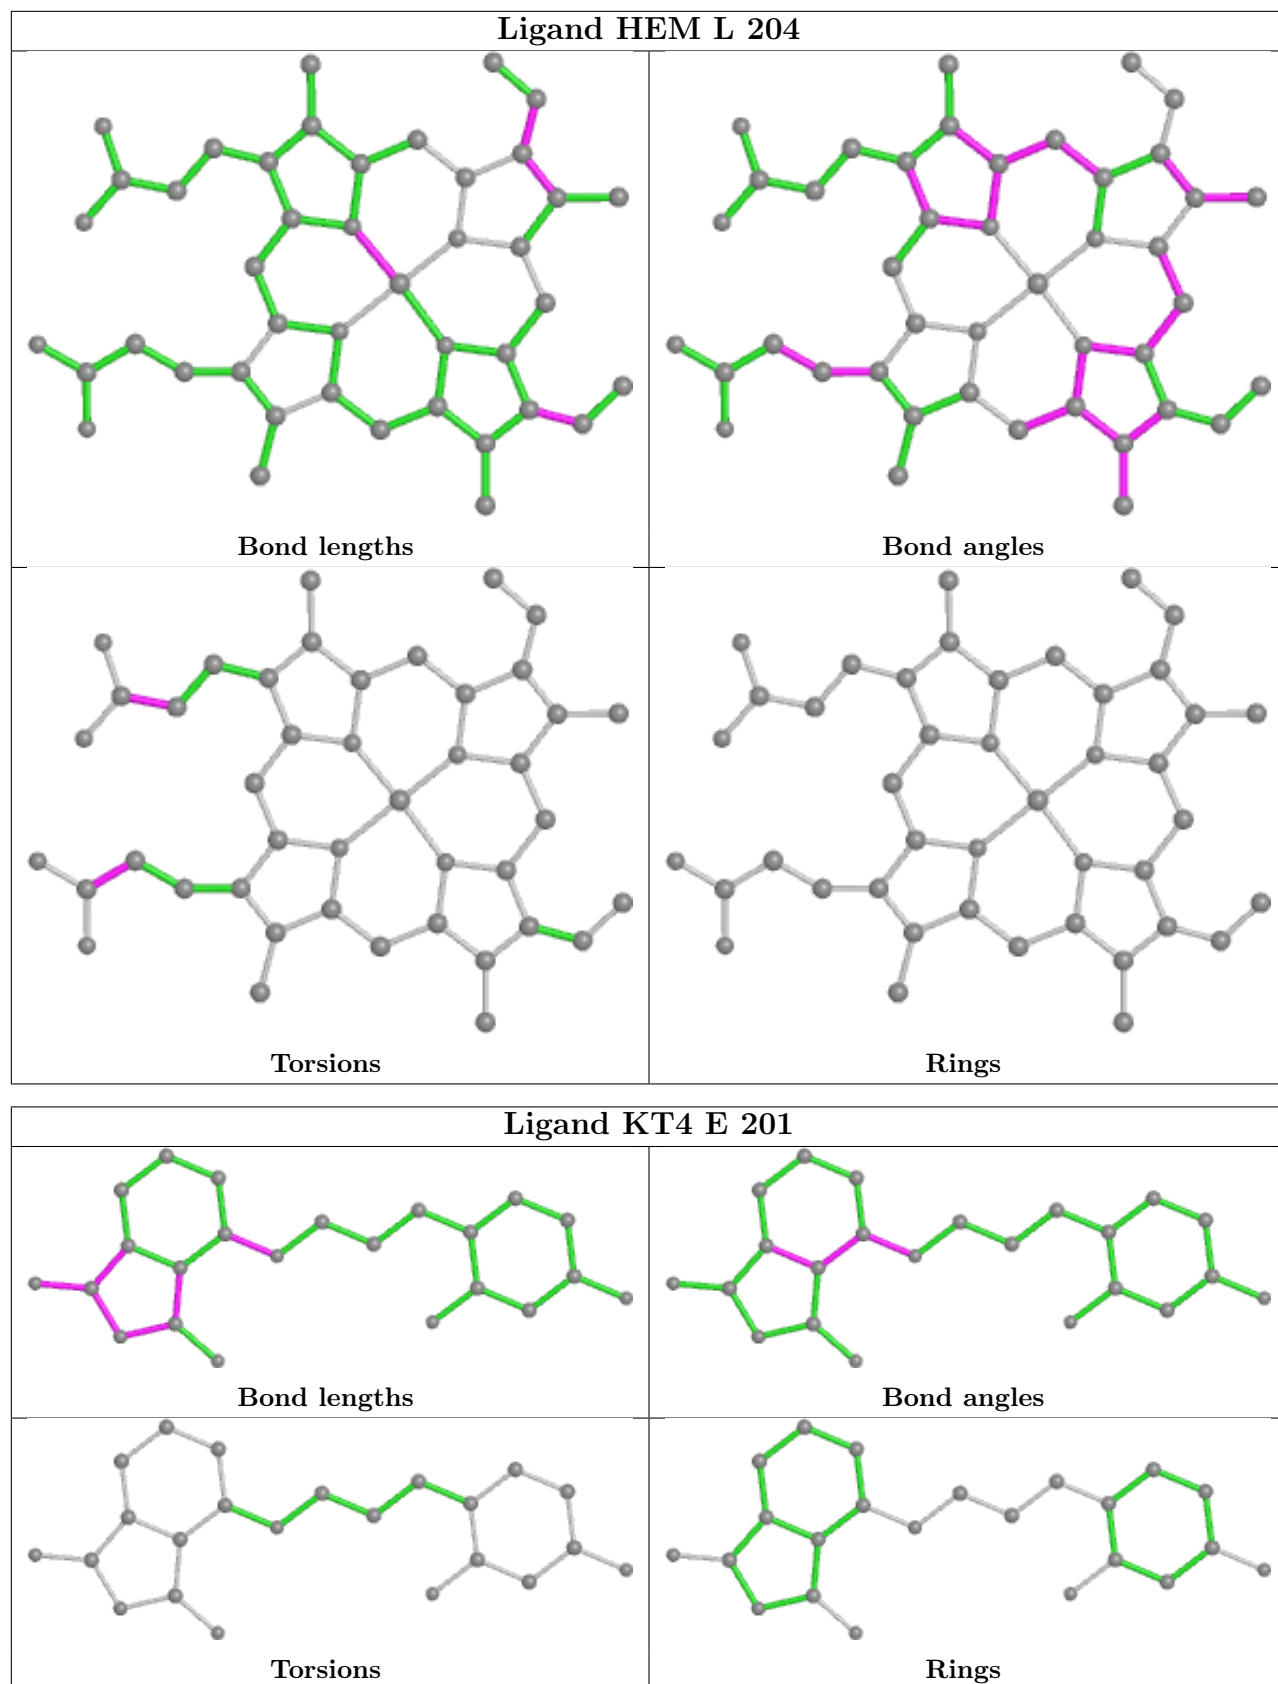 Ligand HEM L 204
Bond lengths
Bond angles
Torsions
Rings
Ligand KT4 E 201
Bond lengths
Bond angles
Torsions
Rings